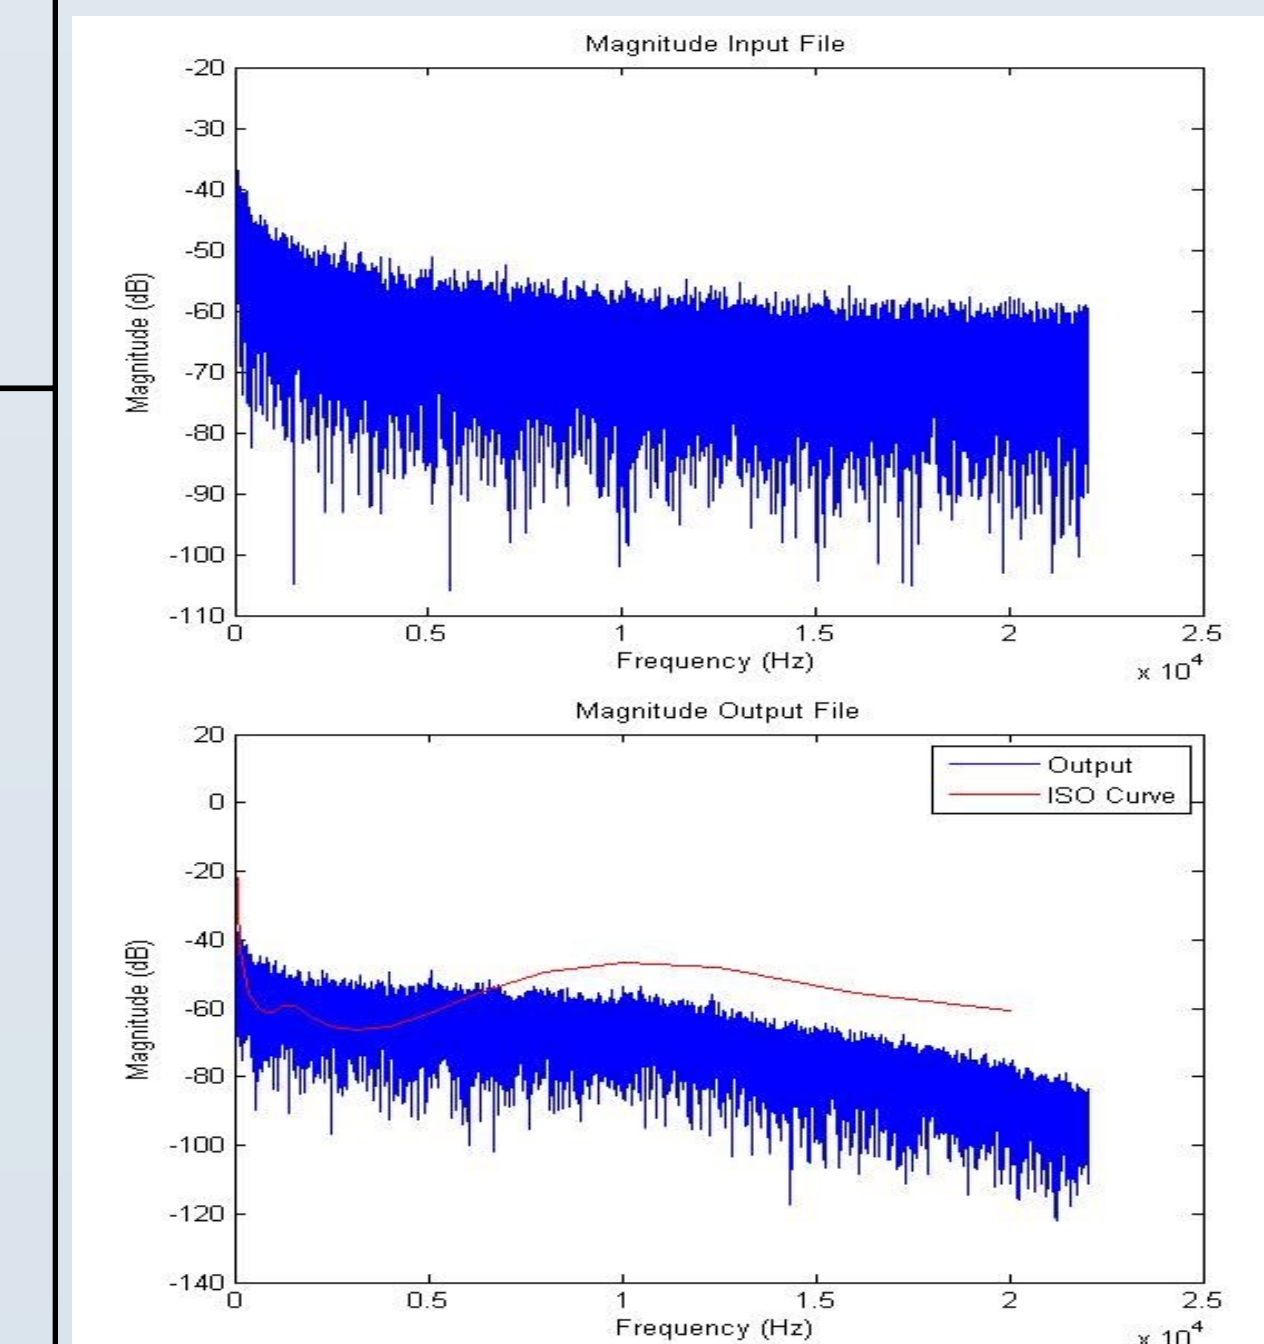 Magnitude Input File
-20
-30
-40
-50
-60
-70
-80
-90
-100
-110
Magnitude (dB)
0 0.5 1 1.5 2 2.5
Frequency (Hz)
x 10^4
Magnitude Output File
20
0
-20
-40
-60
-80
-100
-120
-140
Magnitude (dB)
Output
ISO Curve
0 0.5 1 1.5 2 2.5
Frequency (Hz)
x 10^4